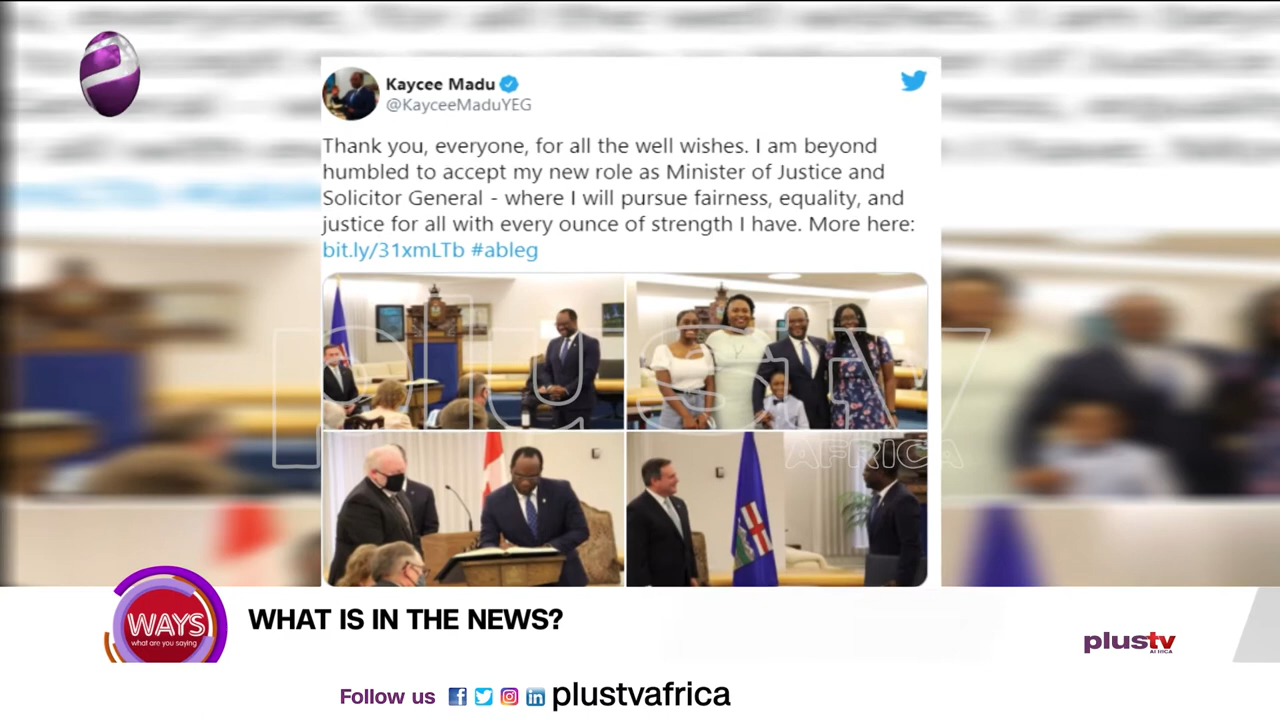 Kaycee Madu
@KayceeMaduYEG
Thank you, everyone, for all the well wishes. I am beyond
humbled to accept my new role as Minister of Justice and
Solicitor General - where I will pursue fairness, equality, and
justice for all with every ounce of strength I have. More here:
bit.ly/31xmLTb #ableg
plustv
AFRICA
WAYS
what are you saying
WHAT IS IN THE NEWS?
plustv
AFRICA
Follow us plustvafrica